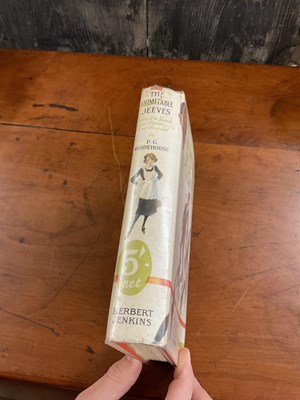 THE
INIMITABLE
JEEVES
P. G.
WODEHOUSE
5/-
net
HERBERT
JENKINS